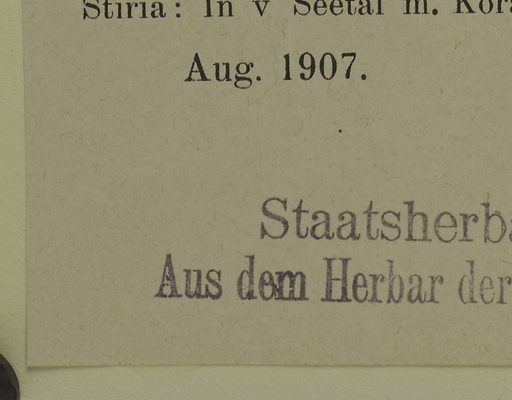 Stiria: In v Seetal m. Kor
Aug. 1907.
Staatsherb
Aus dem Herbar der